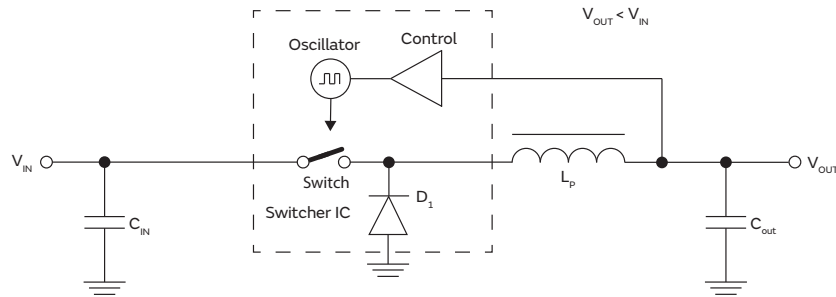 V_OUT < V_IN
Oscillator
Control
V_IN
V_OUT
Switch
L_P
Switcher IC
D_1
C_IN
C_out